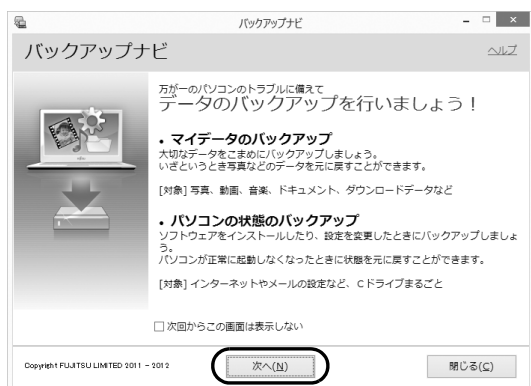 バックアップナビ
バックアップナビ
ヘルプ
万が一のパソコンのトラブルに備えて
データのバックアップを行いましょう！
・マイデータのバックアップ
大切なデータをこまめにバックアップしましょう。
いざというとき写真などのデータを元に戻すことができます。
[対象] 写真、動画、音楽、ドキュメント、ダウンロードデータなど
・パソコンの状態のバックアップ
ソフトウェアをインストールしたり、設定を変更したときにバックアップしましょ
う。
パソコンが正常に起動しなくなったときに状態を元に戻すことができます。
[対象] インターネットやメールの設定など、Cドライブまるごと
次回からこの画面は表示しない
Copyright FUJITSU LIMITED 2011 - 2012
次へ(N)
閉じる(C)